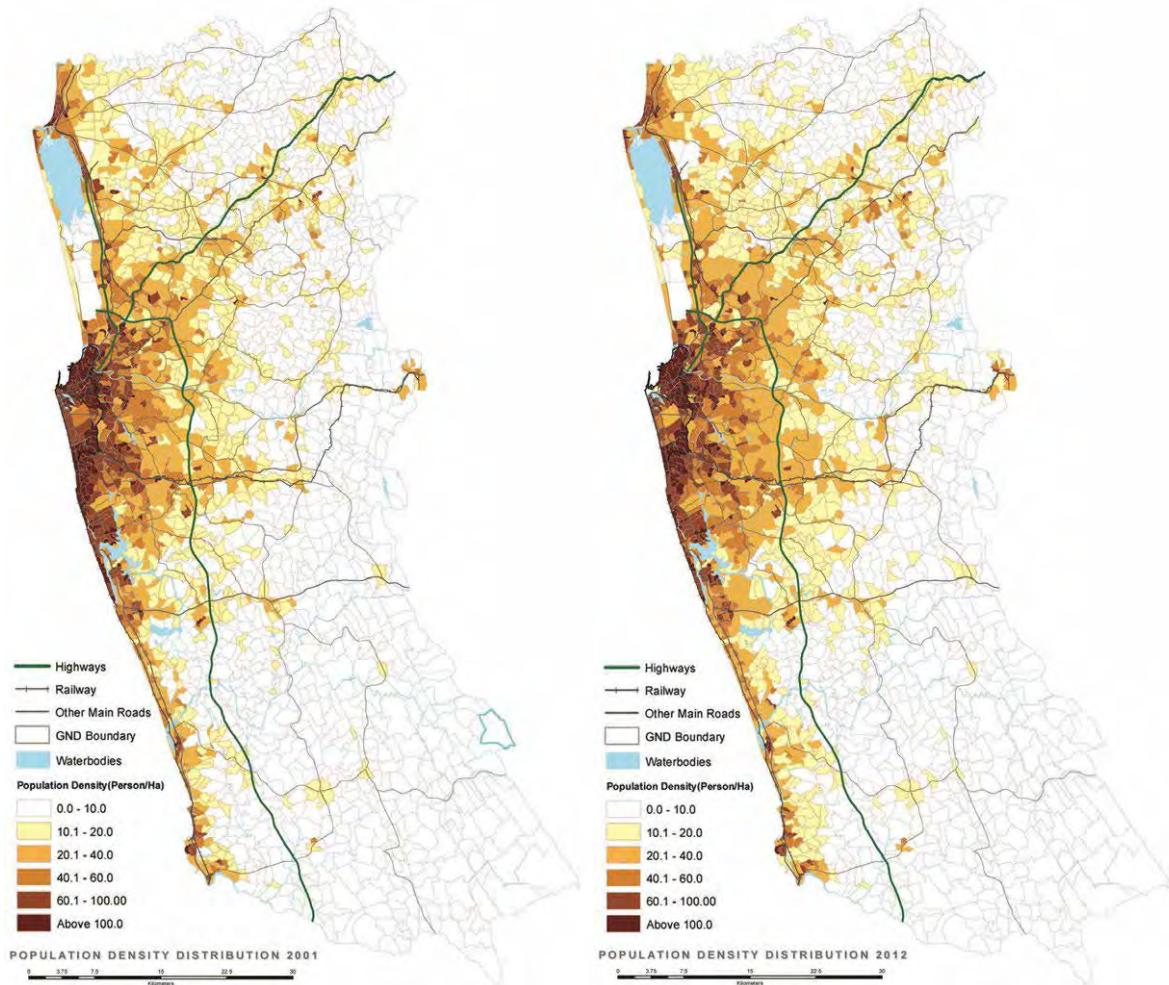 Highways
Railway
Other Main Roads
GND Boundary
Waterbodies
Population Density(Person/Ha)
0.0 - 10.0
10.1 - 20.0
20.1 - 40.0
40.1 - 60.0
60.1 - 100.00
Above 100.0
POPULATION DENSITY DISTRIBUTION 2001
0 3.75 7.5 15 22.5 30
Kilometers
Highways
Railway
Other Main Roads
GND Boundary
Waterbodies
Population Density(Person/Ha)
0.0 - 10.0
10.1 - 20.0
20.1 - 40.0
40.1 - 60.0
60.1 - 100.00
Above 100.0
POPULATION DENSITY DISTRIBUTION 2012
0 3.75 7.5 15 22.5 30
Kilometers